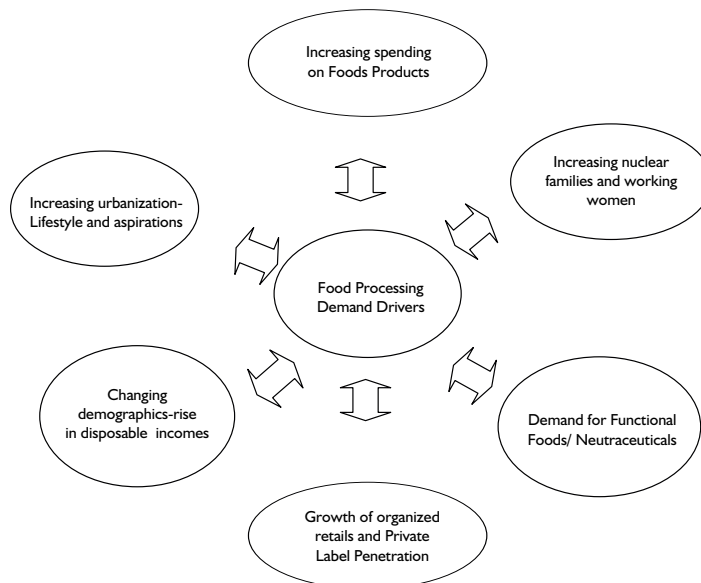 Increasing spending
on Foods Products
Increasing nuclear
families and working
women
Increasing urbanization-
Lifestyle and aspirations
Food Processing
Demand Drivers
Changing
demographics-rise
in disposable incomes
Demand for Functional
Foods/ Neutraceuticals
Growth of organized
retails and Private
Label Penetration